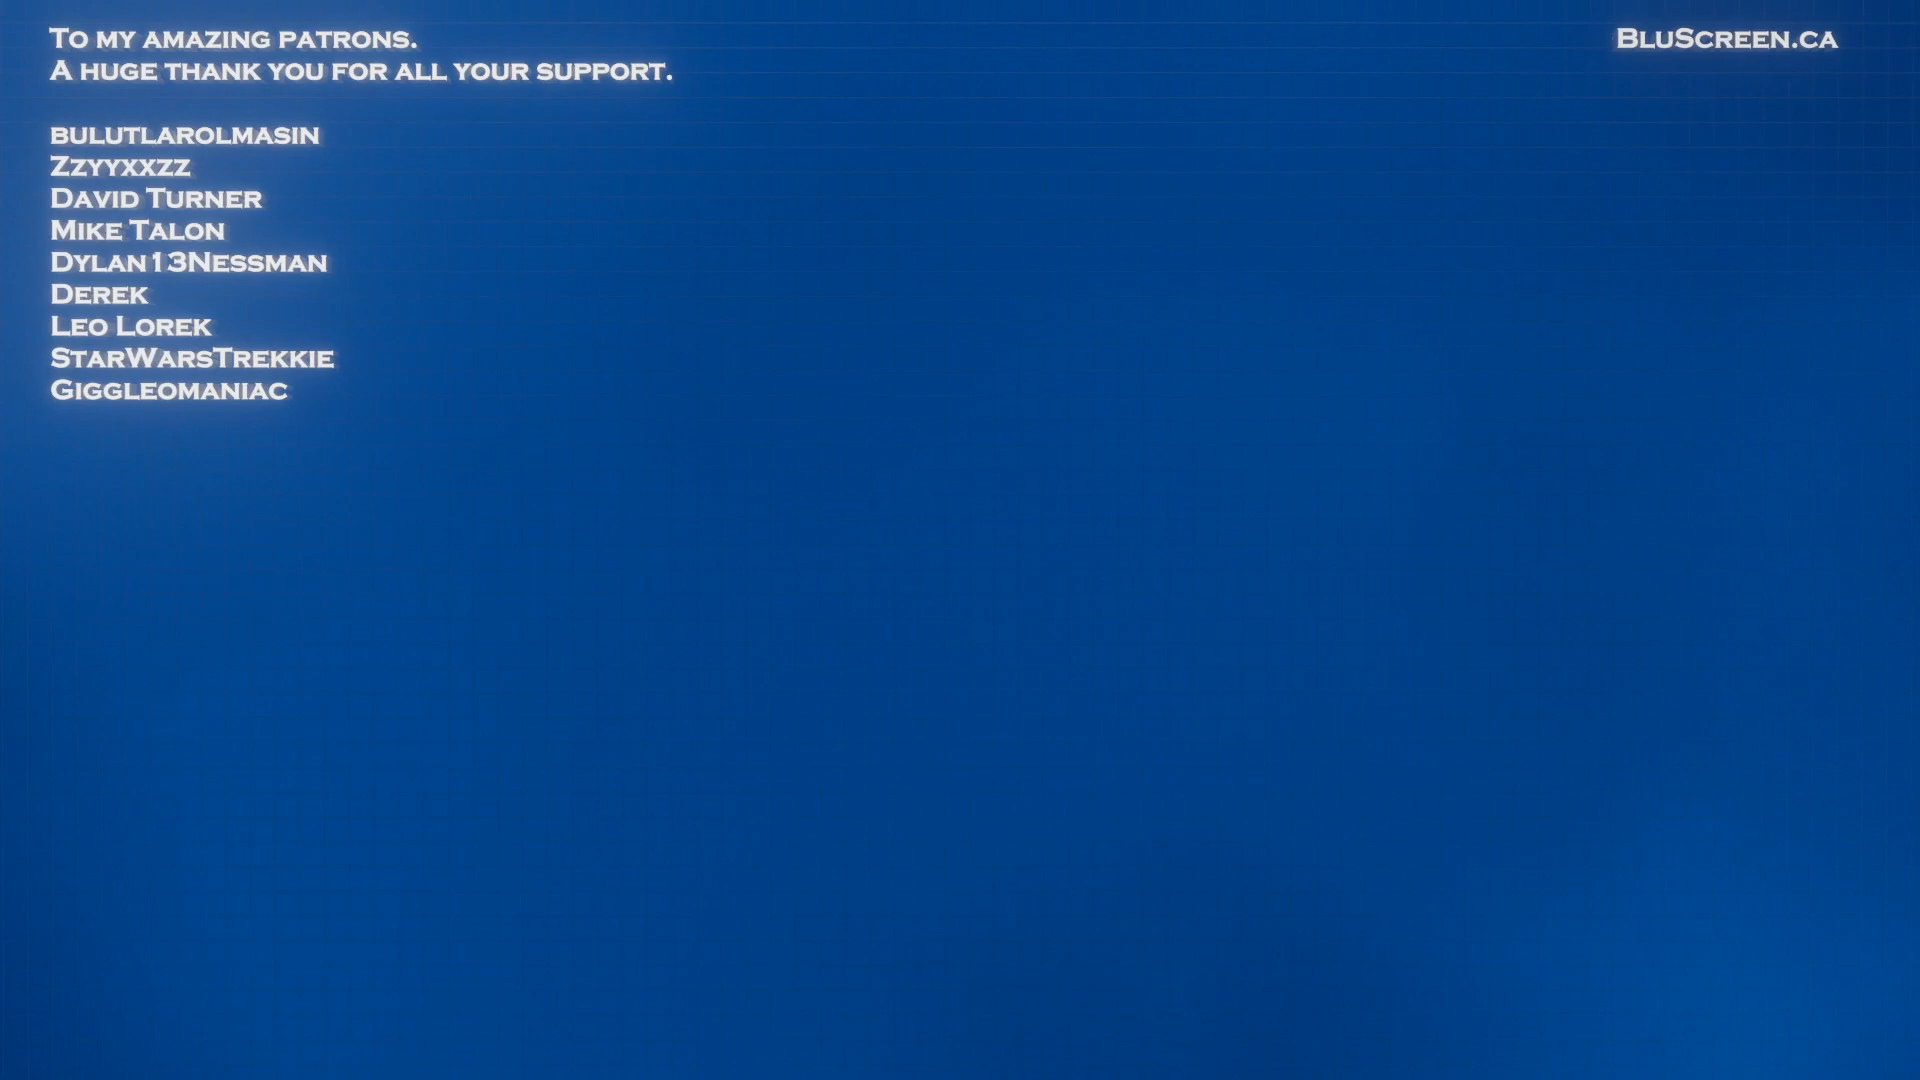 To my amazing patrons.
A huge thank you for all your support.
BluScreen.ca
bulutlarolmasin
Zzyyxxzz
David Turner
Mike Talon
Dylan13Nessman
Derek
Leo Lorek
StarWarsTrekkie
Giggleomaniac